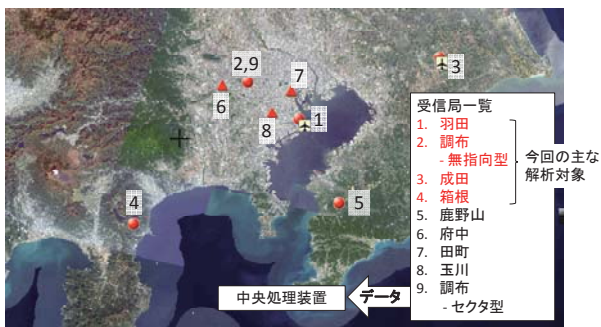 2,9
3
7
6
8
1
4
5
受信局一覧
1. 羽田
2. 調布
- 無指向型
3. 成田
4. 箱根
5. 鹿野山
6. 府中
7. 田町
8. 玉川
9. 調布
- セクタ型
今回の主な
解析対象
中央処理装置
データ